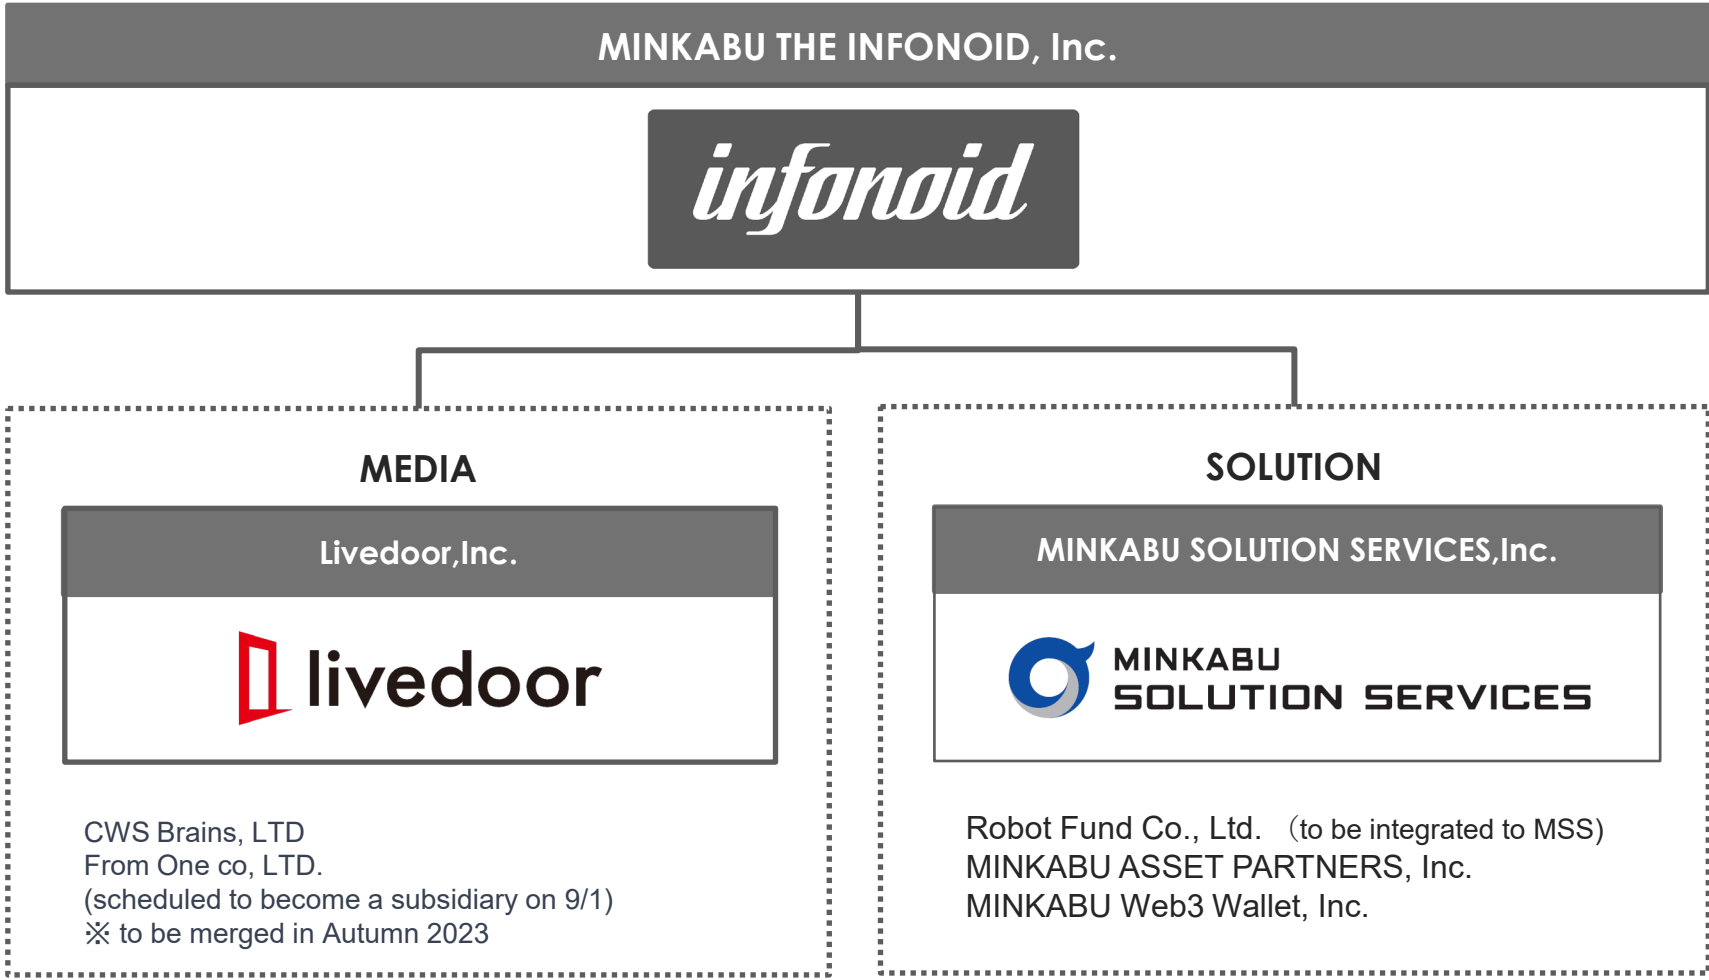 MINKABU THE INFONOID, Inc.
infonoid
MEDIA
Livedoor,Inc.
livedoor
CWS Brains, LTD
From One co, LTD.
(scheduled to become a subsidiary on 9/1)
※ to be merged in Autumn 2023
SOLUTION
MINKABU SOLUTION SERVICES,Inc.
MINKABU
SOLUTION SERVICES
Robot Fund Co., Ltd. （to be integrated to MSS)
MINKABU ASSET PARTNERS, Inc.
MINKABU Web3 Wallet, Inc.